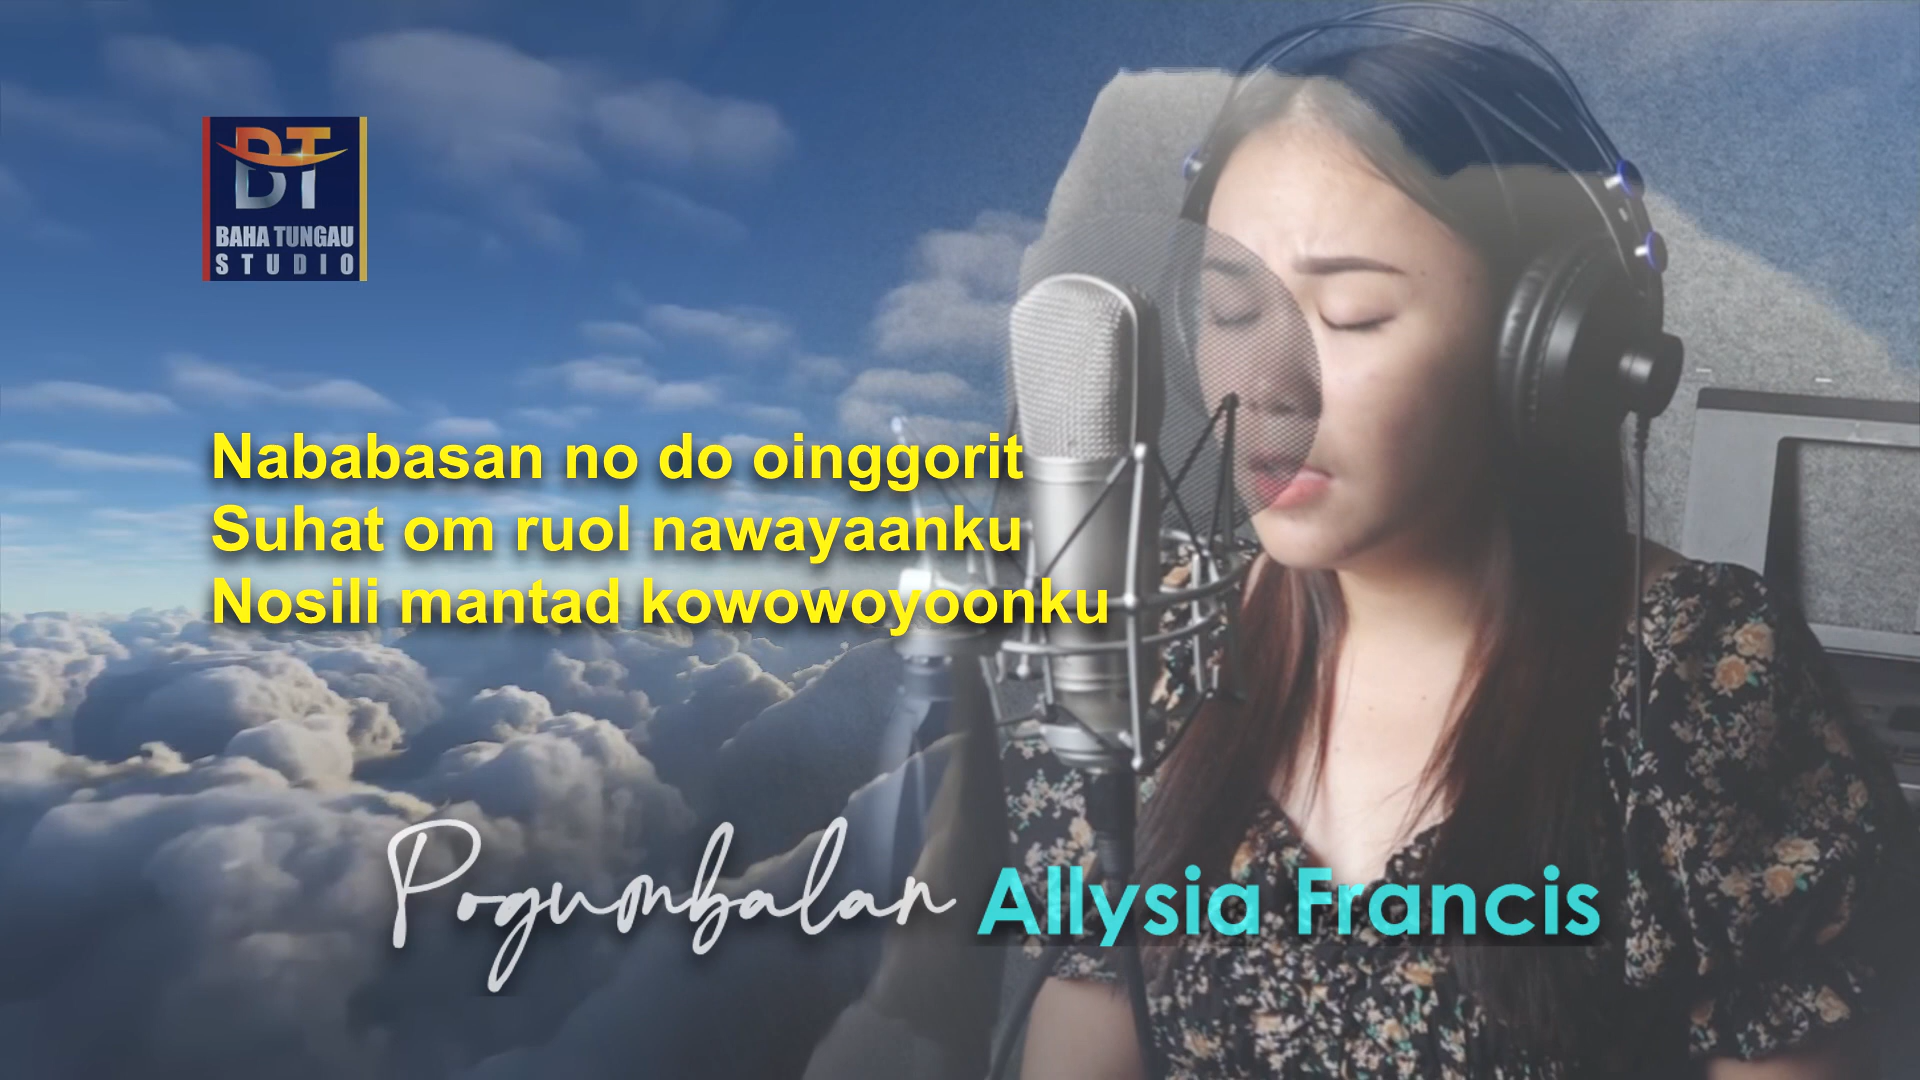 BT
BAHA TUNGAU
STUDIO
Nababasan no do oinggorit
Suhat om ruol nawayaanku
Nosili mantad kowowoyoonku
Pogumbalan Allysia Francis